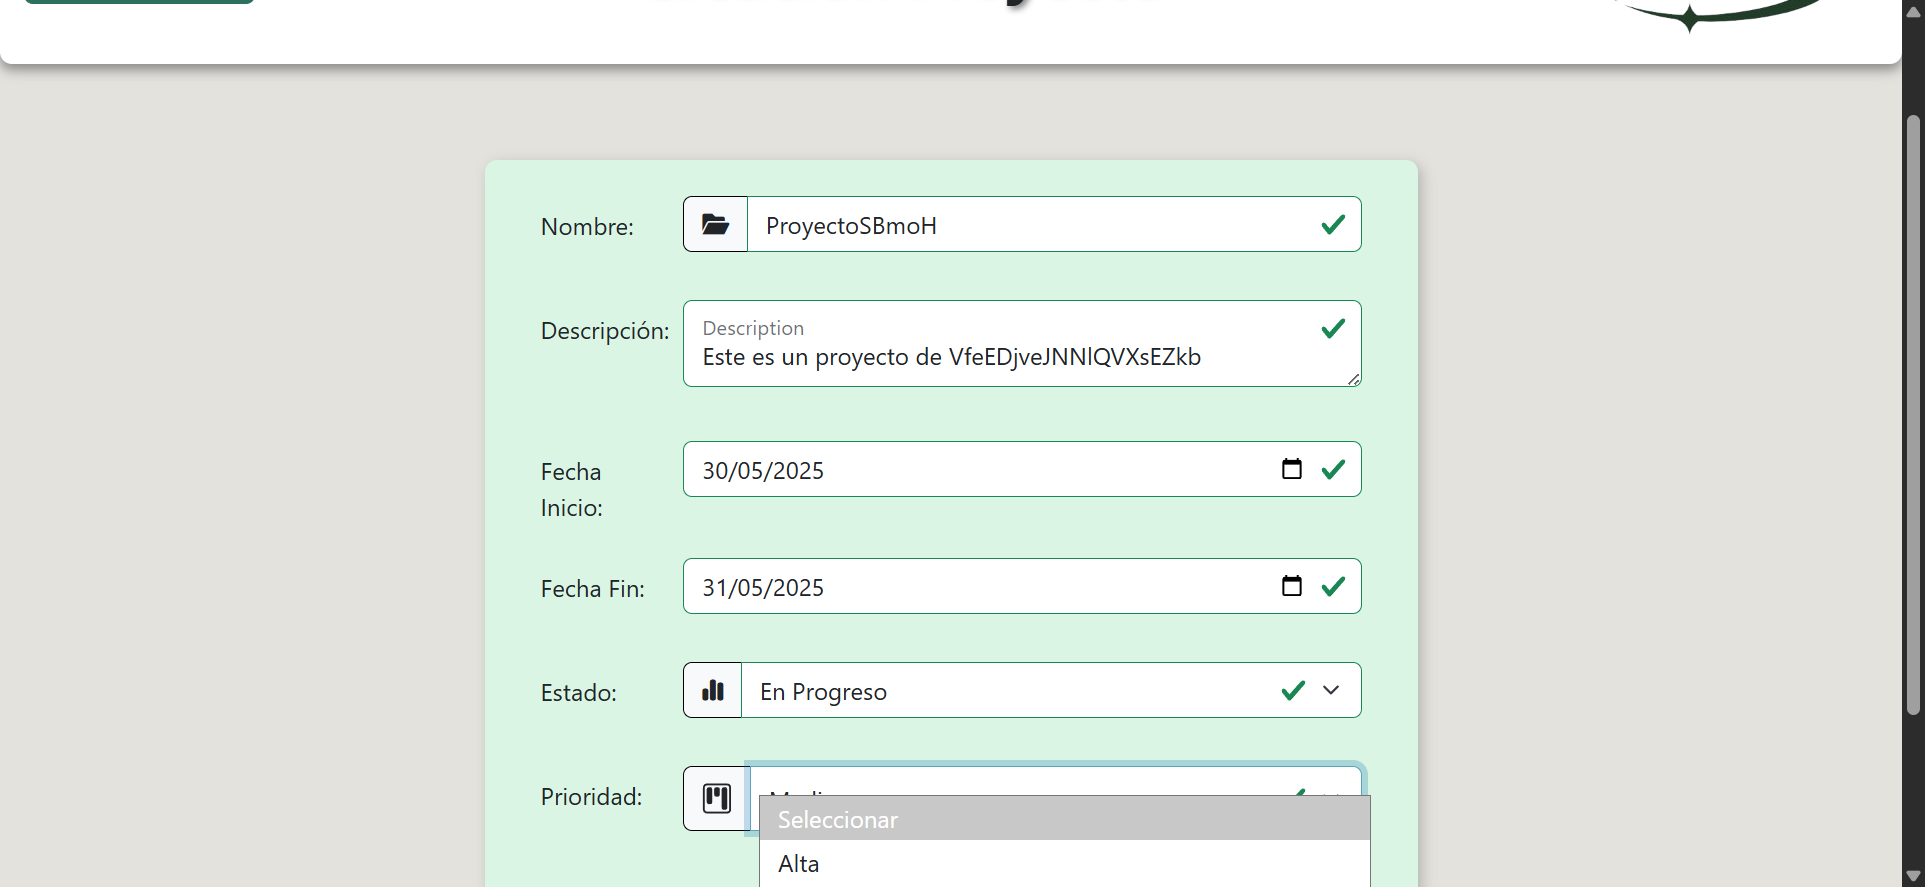 Nombre:
ProyectoSBmoH
Descripción:
Description
Este es un proyecto de VfeEDjveJNNlQVXsEZkb
Fecha
Inicio:
30/05/2025
Fecha Fin:
31/05/2025
Estado:
En Progreso
Prioridad:
Seleccionar
Alta